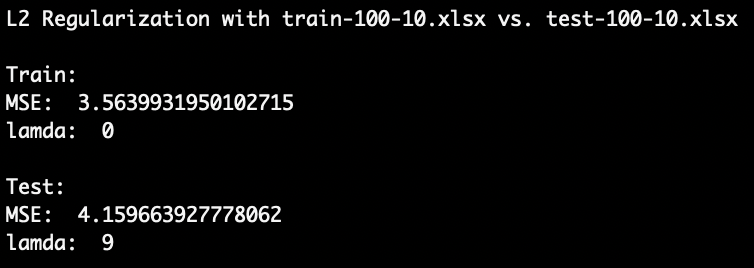 L2 Regularization with train-100-10.xlsx vs. test-100-10.xlsx
Train:
MSE:  3.5639931950102715
lamda:  0
Test:
MSE:  4.159663927778062
lamda:  9